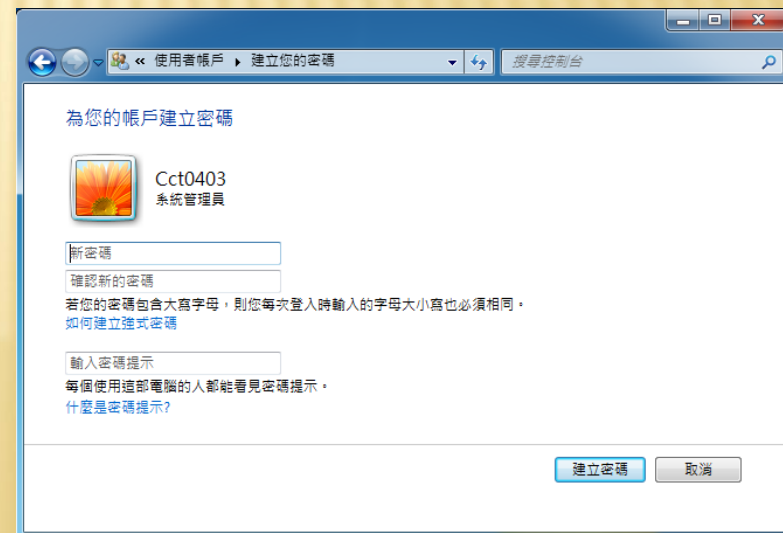 « 使用者帳戶 ▸ 建立您的密碼
搜尋控制台
為您的帳戶建立密碼
Cct0403
系統管理員
新密碼
確認新的密碼
若您的密碼包含大寫字母，則您每次登入時輸入的字母大小寫也必須相同。
如何建立強式密碼
輸入密碼提示
每個使用這部電腦的人都能看見密碼提示。
什麼是密碼提示?
建立密碼
取消